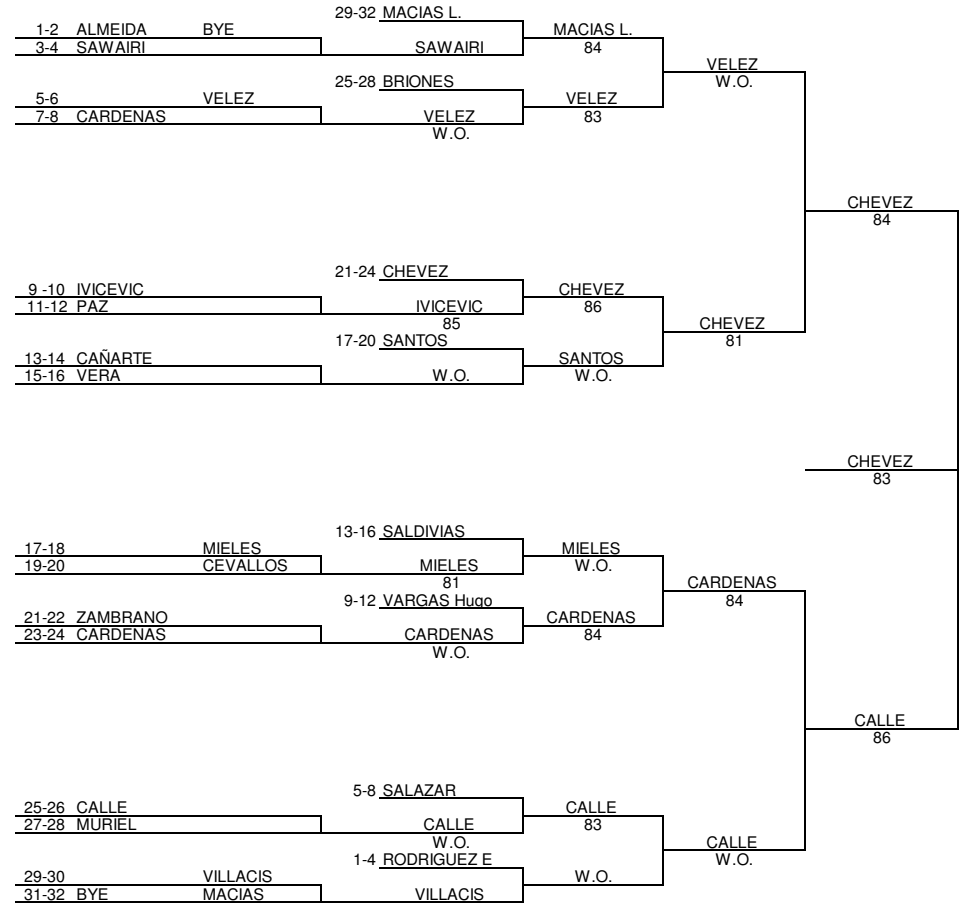 29-32 MACIAS L.
1-2 ALMEIDA BYE MACIAS L.
3-4 SAWAIRI SAWAIRI 84
VELEZ
25-28 BRIONES W.O.
5-6 VELEZ VELEZ
7-8 CARDENAS VELEZ 83
W.O.
CHEVEZ
84
21-24 CHEVEZ
9 -10 IVICEVIC CHEVEZ
11-12 PAZ IVICEVIC 86
85 CHEVEZ
17-20 SANTOS 81
13-14 CAÑARTE SANTOS
15-16 VERA W.O. W.O.
CHEVEZ
83
13-16 SALDIVIAS
17-18 MIELES MIELES
19-20 CEVALLOS MIELES W.O.
81 CARDENAS
9-12 VARGAS Hugo 84
21-22 ZAMBRANO CARDENAS
23-24 CARDENAS CARDENAS 84
W.O.
CALLE
86
5-8 SALAZAR
25-26 CALLE CALLE
27-28 MURIEL CALLE 83
W.O. CALLE
1-4 RODRIGUEZ E W.O.
29-30 VILLACIS W.O.
31-32 BYE MACIAS VILLACIS